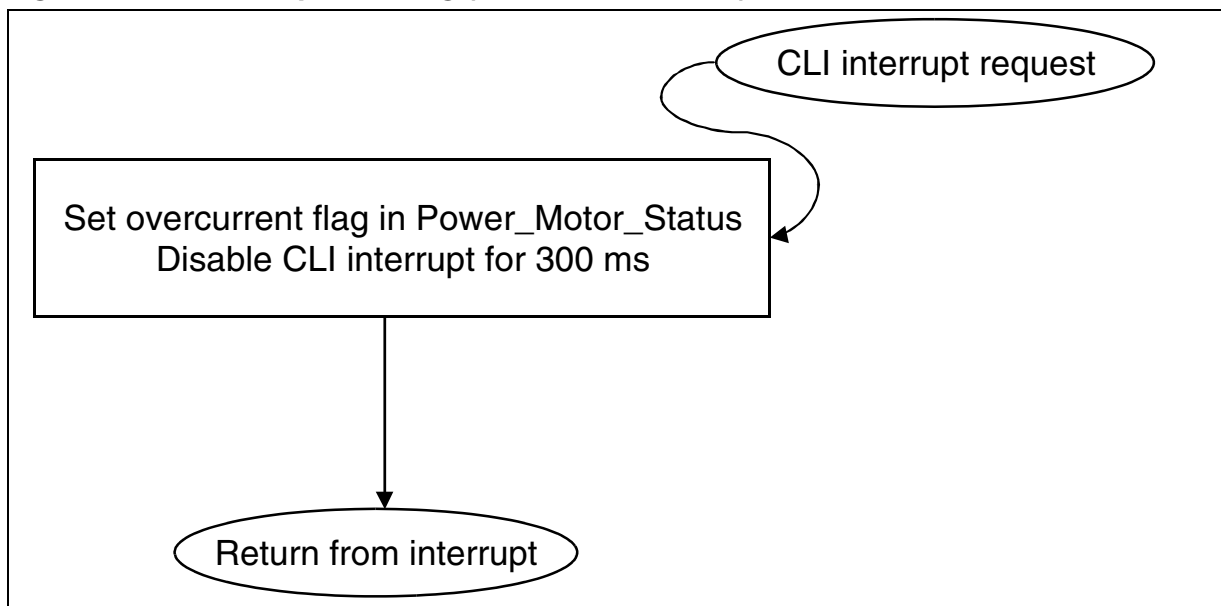 CLI interrupt request
Set overcurrent flag in Power_Motor_Status
Disable CLI interrupt for 300 ms
Return from interrupt